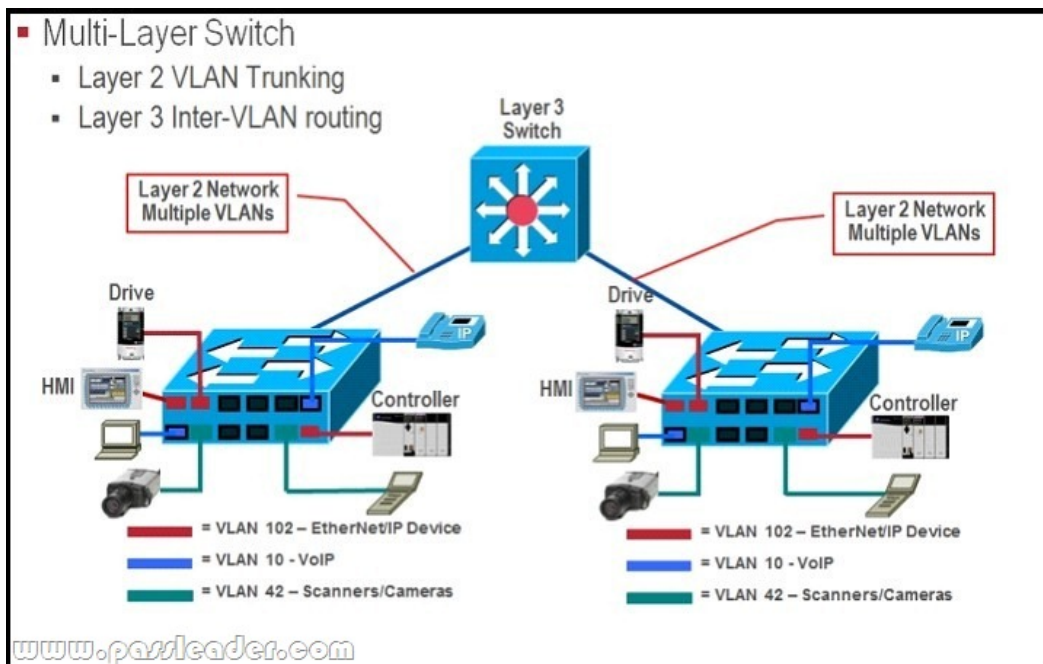 Multi-Layer Switch
Layer 2 VLAN Trunking
Layer 3 Inter-VLAN routing
Layer 3
Switch
Layer 2 Network
Multiple VLANs
Layer 2 Network
Multiple VLANs
Drive
IP
HMI
Controller
= VLAN 102 – EtherNet/IP Device
= VLAN 10 - VoIP
= VLAN 42 – Scanners/Cameras
Drive
IP
HMI
Controller
= VLAN 102 – EtherNet/IP Device
= VLAN 10 - VoIP
= VLAN 42 – Scanners/Cameras
www.passleader.com